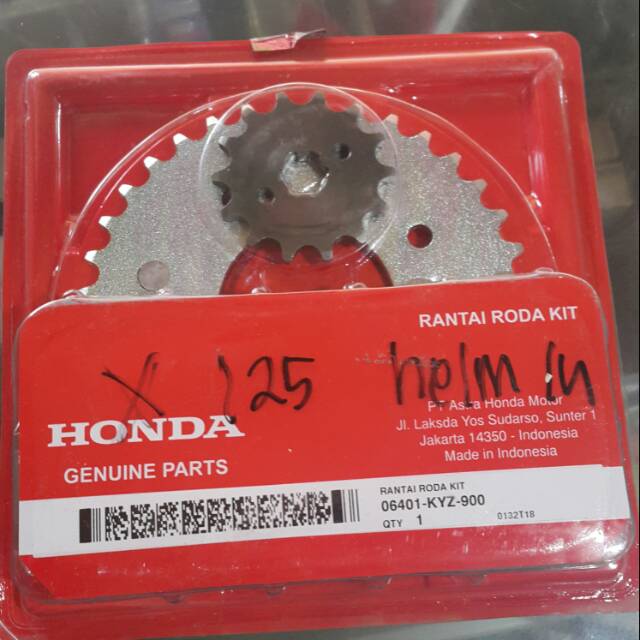 RANTAI RODA KIT
X 125 helm in
HONDA
GENUINE PARTS
PT Astra Honda Motor
Jl. Laksda Yos Sudarso, Sunter 1
Jakarta 14350 - Indonesia
Made in Indonesia
RANTAI RODA KIT
06401-KYZ-900
QTY 1
0132T18